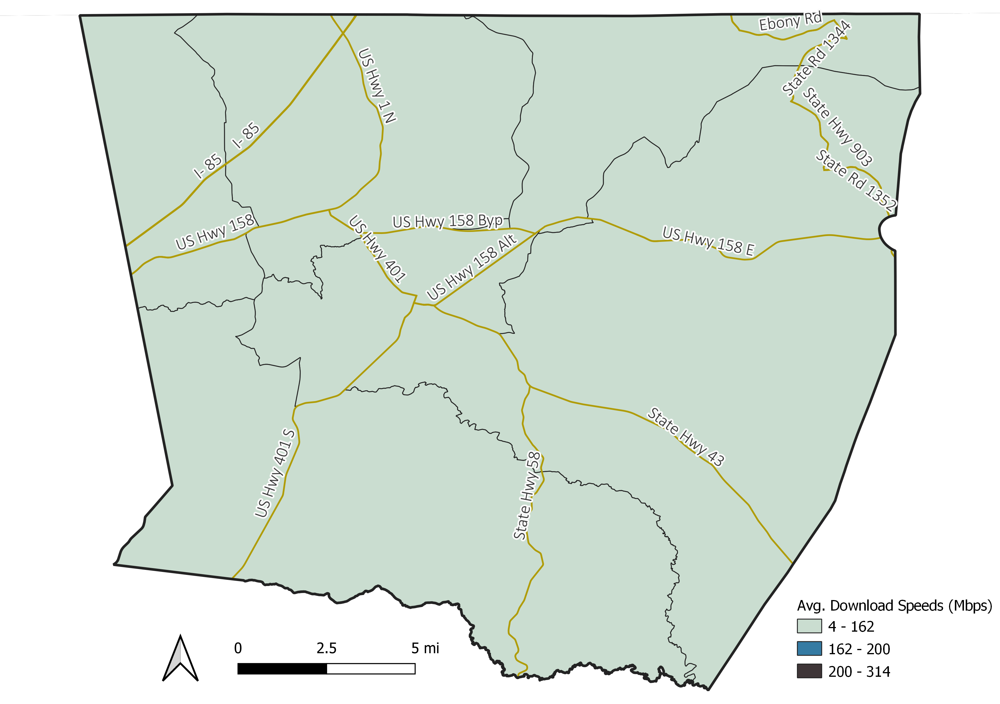 Ebony Rd
State Rd 1344
US Hwy 1 N
State Hwy 903
I- 85
I- 85
State Rd 1352
US Hwy 158
US Hwy 158 Byp
US Hwy 401
US Hwy 158 E
US Hwy 158 Alt
State Hwy 43
US Hwy 401 S
State Hwy 58
Avg. Download Speeds (Mbps)
4 - 162
162 - 200
200 - 314
0 2.5 5 mi